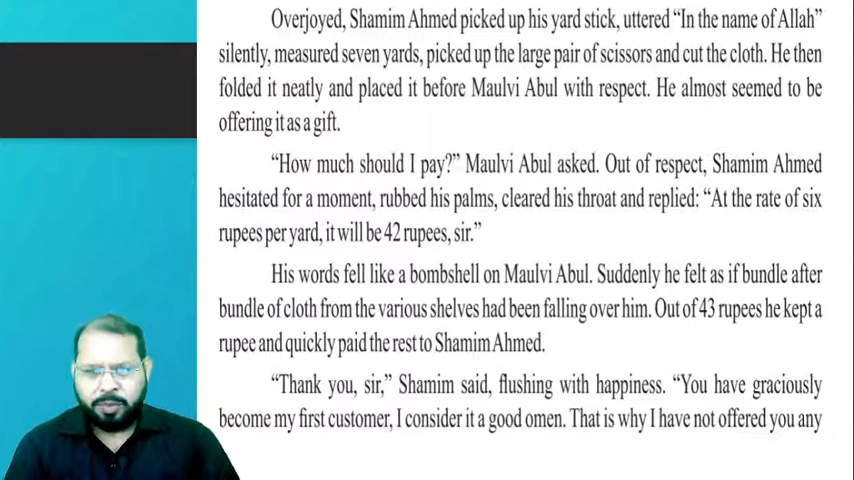 Overjoyed, Shamim Ahmed picked up his yard stick, uttered “In the name of Allah”
silently, measured seven yards, picked up the large pair of scissors and cut the cloth. He then
folded it neatly and placed it before Maulvi Abul with respect. He almost seemed to be
offering it as a gift.
“How much should I pay?” Maulvi Abul asked. Out of respect, Shamim Ahmed
hesitated for a moment, rubbed his palms, cleared his throat and replied: “At the rate of six
rupees per yard, it will be 42 rupees, sir.”
His words fell like a bombshell on Maulvi Abul. Suddenly he felt as if bundle after
bundle of cloth from the various shelves had been falling over him. Out of 43 rupees he kept a
rupee and quickly paid the rest to Shamim Ahmed.
“Thank you, sir,” Shamim said, flushing with happiness. “You have graciously
become my first customer, I consider it a good omen. That is why I have not offered you any